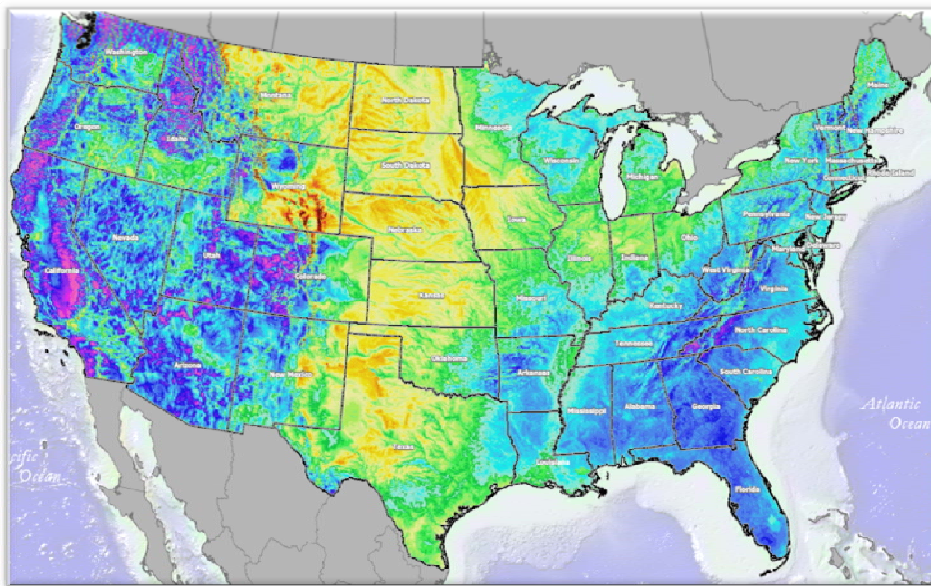 Washington
Montana
North Dakota
Minnesota
Maine
Oregon
Idaho
South Dakota
Wisconsin
Vermont
New Hampshire
Wyoming
Michigan
New York
Massachusetts
Connecticut
Rhode Island
Nebraska
Iowa
Nevada
Utah
Colorado
Illinois
Indiana
Ohio
Pennsylvania
New Jersey
California
Kansas
Missouri
West Virginia
Maryland
Delaware
Kentucky
Virginia
Arizona
New Mexico
Oklahoma
Arkansas
Tennessee
North Carolina
South Carolina
Mississippi
Alabama
Georgia
Atlantic
Ocean
Texas
Louisiana
Florida
cific
Ocean